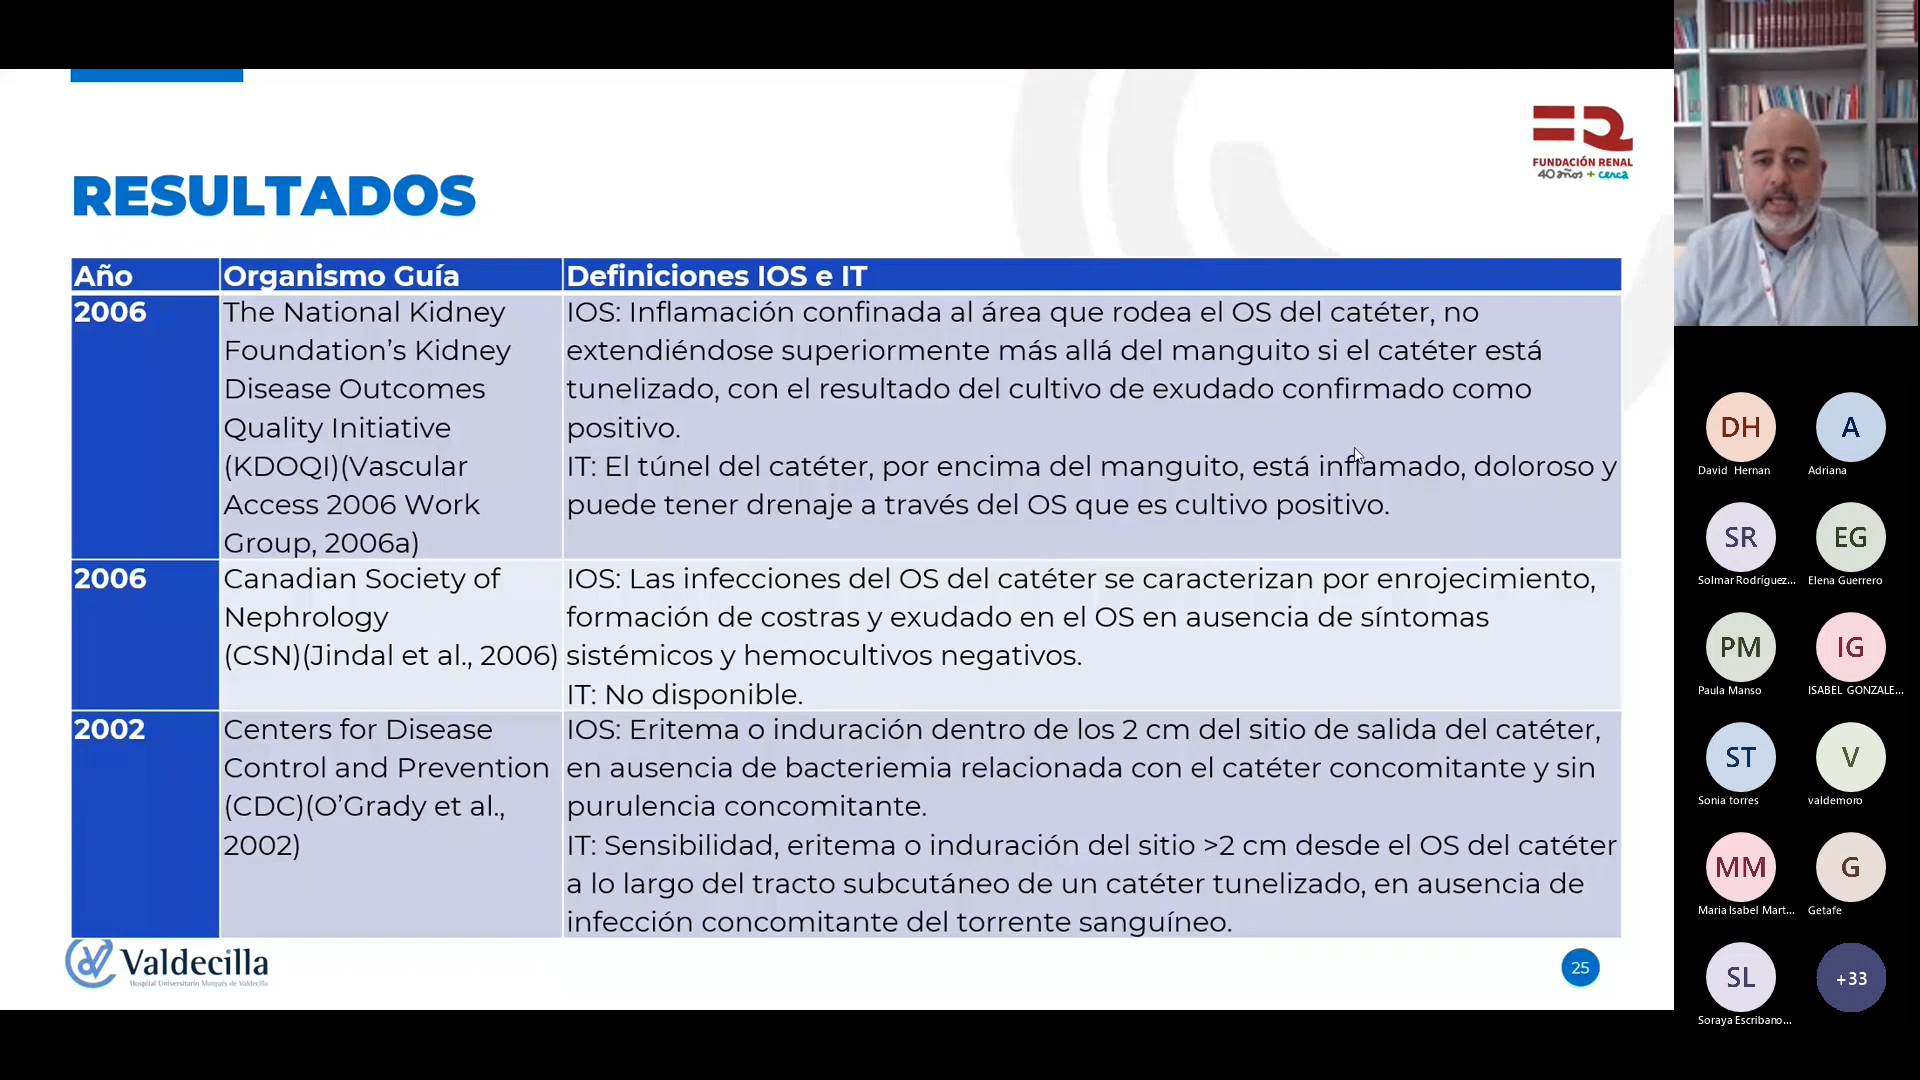 FUNDACIÓN RENAL
40 años + cerca
RESULTADOS
Año Organismo Guía Definiciones IOS e IT
2006
The National Kidney
Foundation’s Kidney
Disease Outcomes
Quality Initiative
(KDOQI)(Vascular
Access 2006 Work
Group, 2006a)
IOS: Inflamación confinada al área que rodea el OS del catéter, no
extendiéndose superiormente más allá del manguito si el catéter está
tunelizado, con el resultado del cultivo de exudado confirmado como
positivo.
IT: El túnel del catéter, por encima del manguito, está inflamado, doloroso y
puede tener drenaje a través del OS que es cultivo positivo.
2006
Canadian Society of
Nephrology
(CSN)(Jindal et al., 2006)
IOS: Las infecciones del OS del catéter se caracterizan por enrojecimiento,
formación de costras y exudado en el OS en ausencia de síntomas
sistémicos y hemocultivos negativos.
IT: No disponible.
2002
Centers for Disease
Control and Prevention
(CDC)(O’Grady et al.,
2002)
IOS: Eritema o induración dentro de los 2 cm del sitio de salida del catéter,
en ausencia de bacteriemia relacionada con el catéter concomitante y sin
purulencia concomitante.
IT: Sensibilidad, eritema o induración del sitio >2 cm desde el OS del catéter
a lo largo del tracto subcutáneo de un catéter tunelizado, en ausencia de
infección concomitante del torrente sanguíneo.
Valdecilla
Hospital Universitario Marqués de Valdecilla
25
DH
David Hernan
A
Adriana
SR
Solmar Rodríguez...
EG
Elena Guerrero
PM
Paula Manso
IG
ISABEL GONZALE...
ST
Sonia torres
V
valdemoro
MM
Maria Isabel Mart...
G
Getafe
SL
Soraya Escribano...
+33